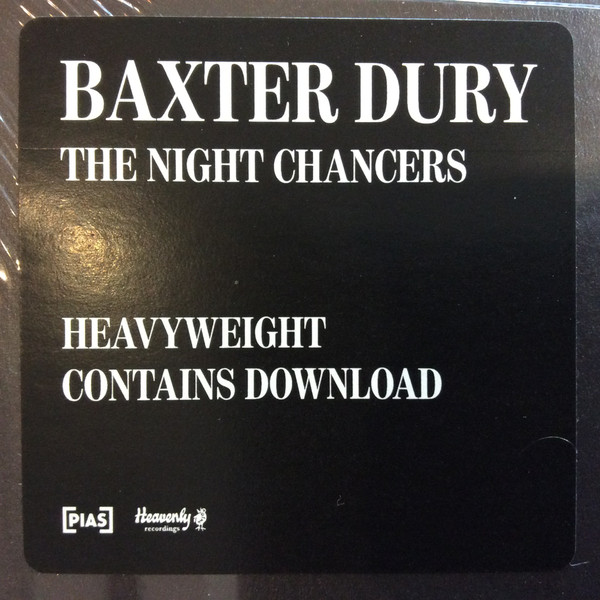 BAXTER DURY
THE NIGHT CHANCERS
HEAVYWEIGHT
CONTAINS DOWNLOAD
[PIAS] Heavenly
recordings